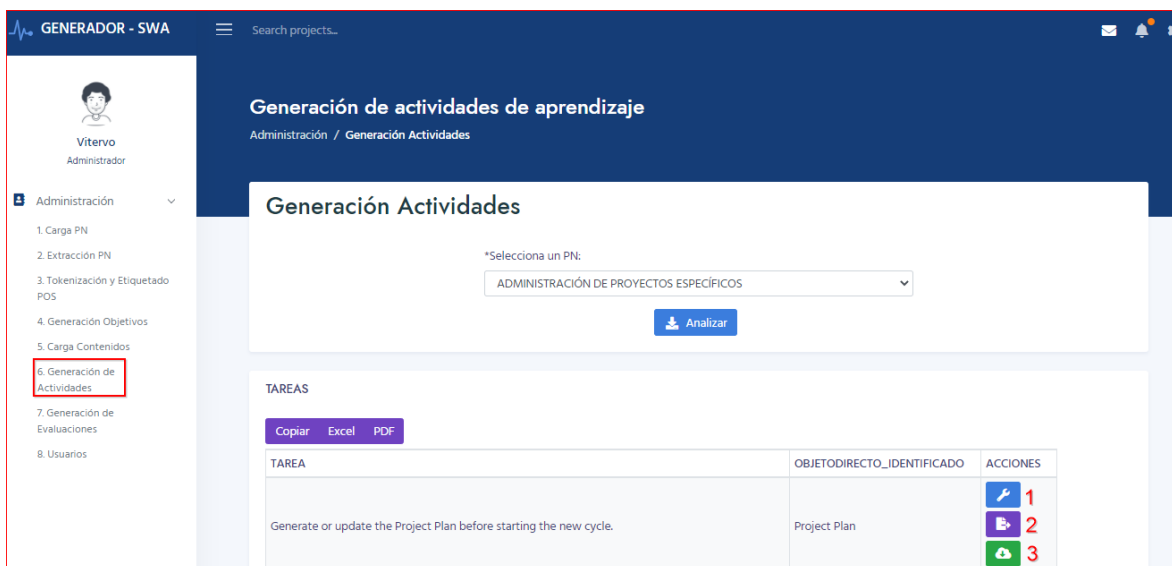 GENERADOR - SWA
Search projects...
Vitervo
Administrador
Administración
1. Carga PN
2. Extracción PN
3. Tokenización y Etiquetado
POS
4. Generación Objetivos
5. Carga Contenidos
6. Generación de
Actividades
7. Generación de
Evaluaciones
8. Usuarios
Generación de actividades de aprendizaje
Administración / Generación Actividades
Generación Actividades
*Selecciona un PN:
ADMINISTRACIÓN DE PROYECTOS ESPECÍFICOS
Analizar
TAREAS
Copiar Excel PDF
TAREA OBJETODIRECTO_IDENTIFICADO ACCIONES
Generate or update the Project Plan before starting the new cycle. Project Plan
1
2
3